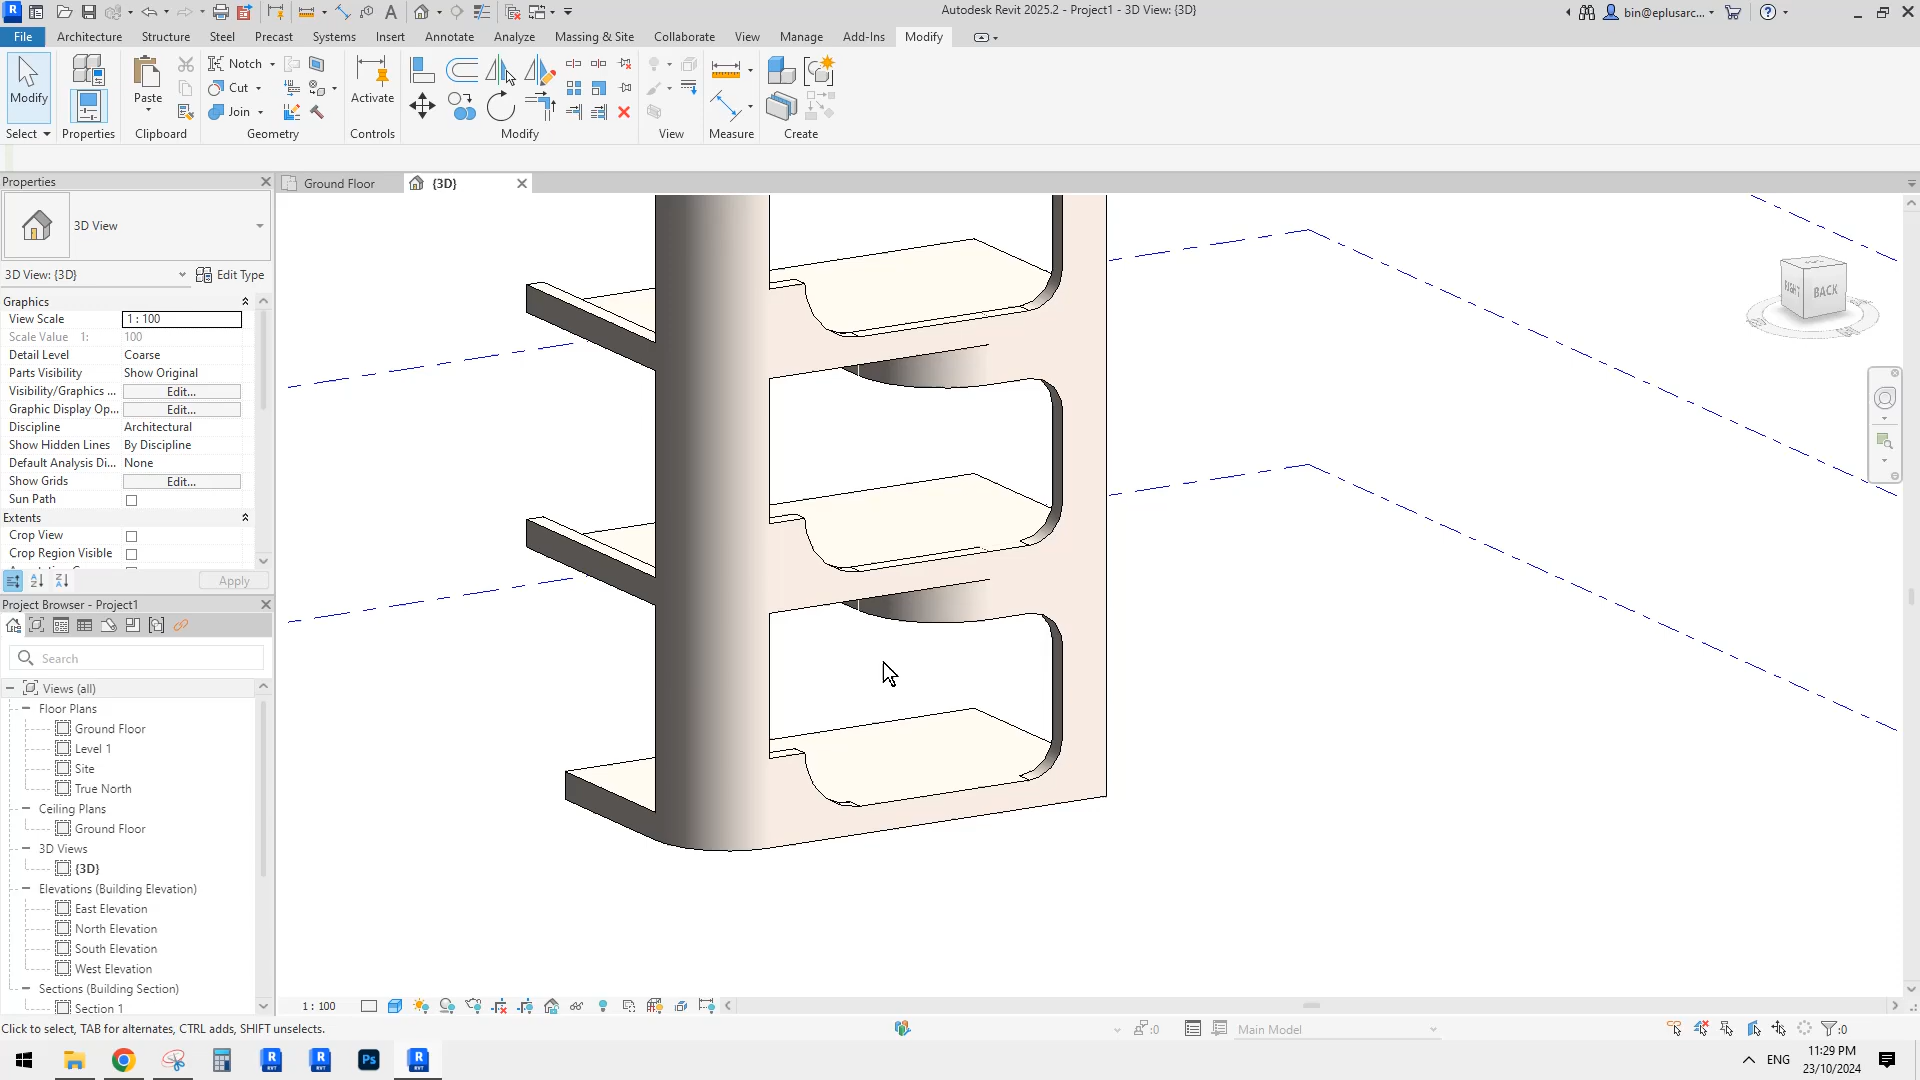 Autodesk Revit 2025.2 - Project1 - 3D View: {3D}
bin@eplusarc...
File Architecture Structure Steel Precast Systems Insert Annotate Analyze Massing & Site Collaborate View Manage Add-Ins Modify
Modify
Paste
Notch
Cut
Join
Activate
Select Properties Clipboard Geometry Controls Modify View Measure Create
Properties
Ground Floor
{3D}
3D View
3D View: {3D}
Edit Type
Graphics
View Scale 1 : 100
Scale Value 1: 100
Detail Level Coarse
Parts Visibility Show Original
Visibility/Graphics ... Edit...
Graphic Display Op... Edit...
Discipline Architectural
Show Hidden Lines By Discipline
Default Analysis Di... None
Show Grids Edit...
Sun Path
Extents
Crop View
Crop Region Visible
Apply
RIGHT
BACK
Project Browser - Project1
Search
Views (all)
Floor Plans
Ground Floor
Level 1
Site
True North
Ceiling Plans
Ground Floor
3D Views
{3D}
Elevations (Building Elevation)
East Elevation
North Elevation
South Elevation
West Elevation
Sections (Building Section)
Section 1
1 : 100
Click to select, TAB for alternates, CTRL adds, SHIFT unselects.
:0
Main Model
:0
Ps
ENG
11:29 PM
23/10/2024